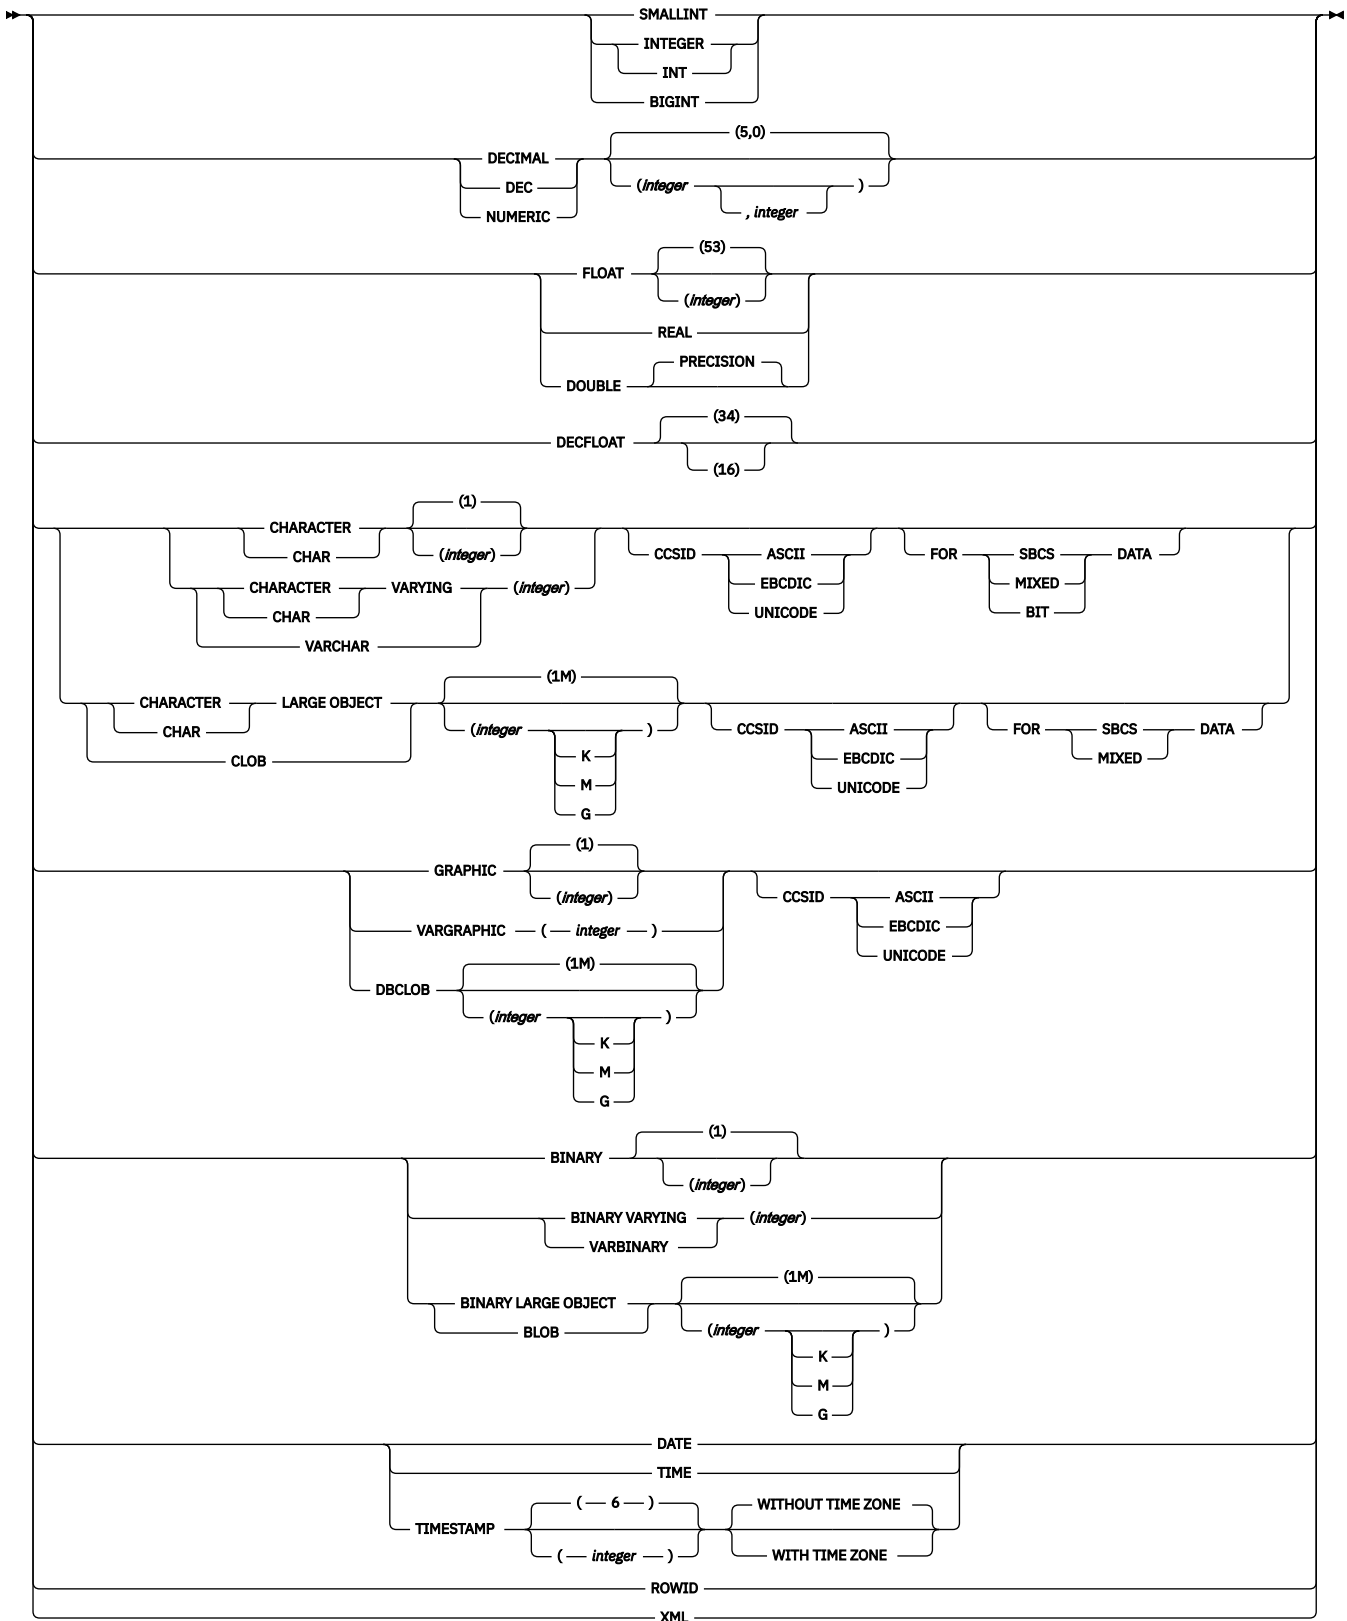 SMALLINT
INTEGER
INT
BIGINT
(5,0)
DECIMAL
DEC
(integer )
NUMERIC
, integer
(53)
FLOAT
(integer)
REAL
PRECISION
DOUBLE
(34)
DECFLOAT
(16)
(1)
CHARACTER
CHAR
(integer)
CCSID ASCII FOR SBCS DATA
EBCDIC MIXED
UNICODE BIT
CHARACTER VARYING (integer)
CHAR
VARCHAR
(1M)
CHARACTER LARGE OBJECT
CHAR
(integer )
CCSID ASCII FOR SBCS DATA
K EBCDIC MIXED
CLOB
M UNICODE
G
(1)
GRAPHIC
(integer) CCSID ASCII
EBCDIC
VARGRAPHIC ( integer )
UNICODE
(1M)
DBCLOB
(integer )
K
M
G
(1)
BINARY
(integer)
BINARY VARYING (integer)
VARBINARY
(1M)
BINARY LARGE OBJECT
BLOB
(integer )
K
M
G
DATE
TIME
( 6 ) WITHOUT TIME ZONE
TIMESTAMP
( integer ) WITH TIME ZONE
ROWID
XML